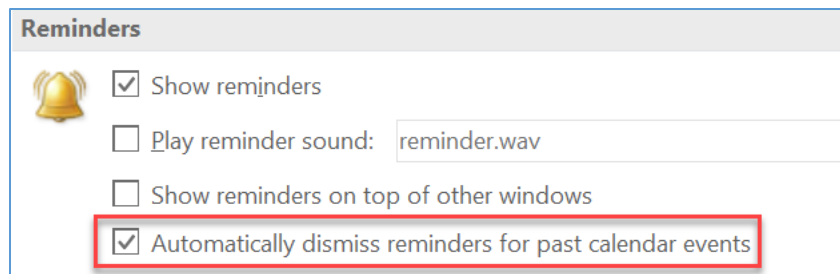 Reminders
Show reminders
Play reminder sound: reminder.wav
Show reminders on top of other windows
Automatically dismiss reminders for past calendar events